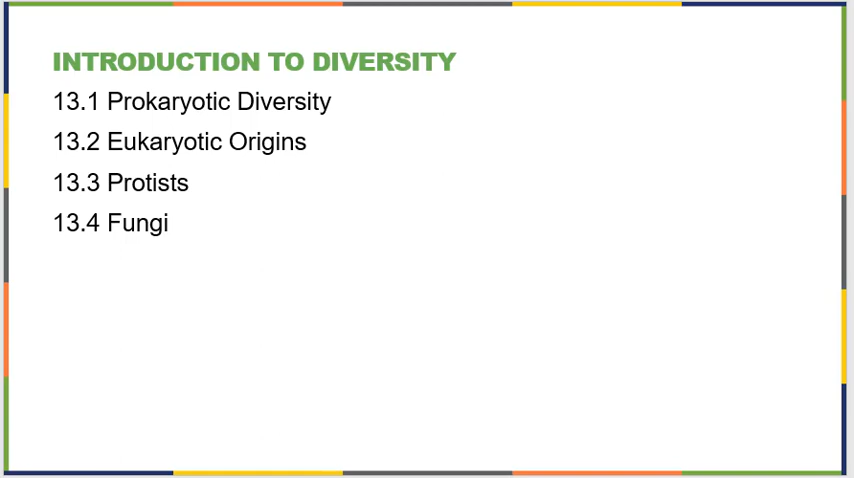 INTRODUCTION TO DIVERSITY
13.1 Prokaryotic Diversity
13.2 Eukaryotic Origins
13.3 Protists
13.4 Fungi